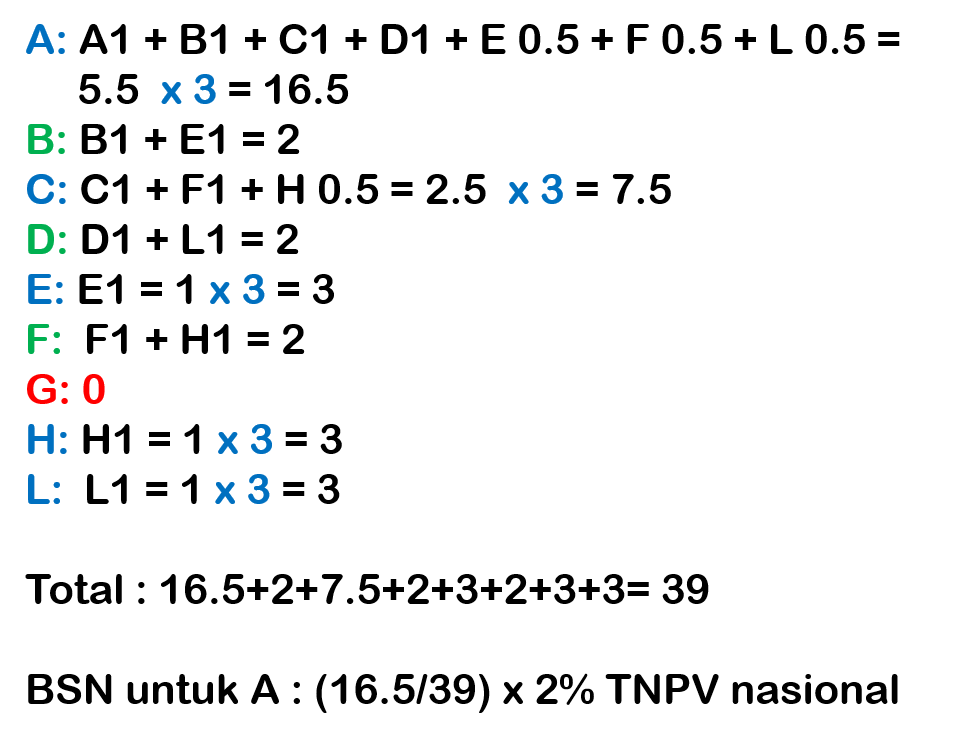 A: A1 + B1 + C1 + D1 + E 0.5 + F 0.5 + L 0.5 =
5.5 x 3 = 16.5
B: B1 + E1 = 2
C: C1 + F1 + H 0.5 = 2.5 x 3 = 7.5
D: D1 + L1 = 2
E: E1 = 1 x 3 = 3
F: F1 + H1 = 2
G: 0
H: H1 = 1 x 3 = 3
L: L1 = 1 x 3 = 3
Total : 16.5+2+7.5+2+3+2+3+3= 39
BSN untuk A : (16.5/39) x 2% TNPV nasional